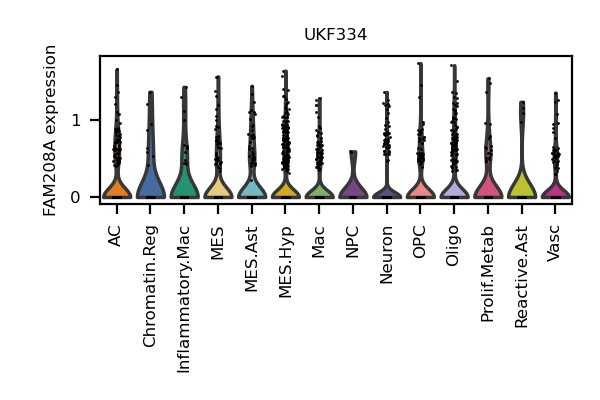 UKF334
FAM208A expression
1
0
AC
Chromatin.Reg
Inflammatory.Mac
MES
MES.Ast
MES.Hyp
Mac
NPC
Neuron
OPC
Oligo
Prolif.Metab
Reactive.Ast
Vasc